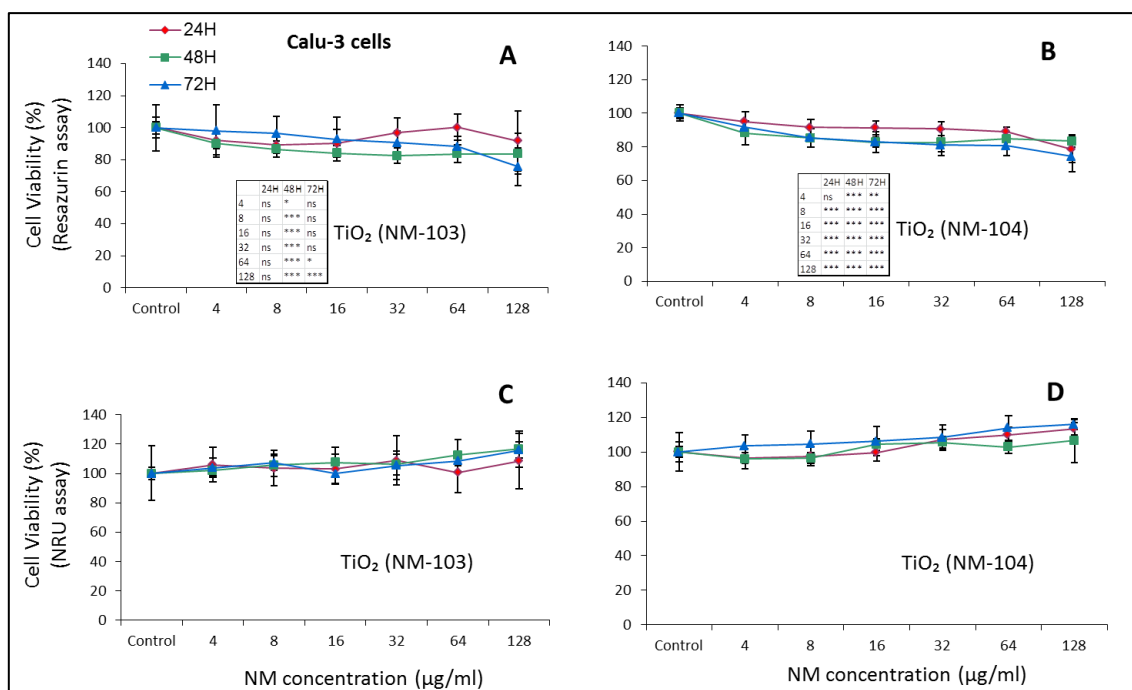 24H
48H
72H
Calu-3 cells
A
Cell Viability (%)
(Resazurin assay)
140
120
100
80
60
40
20
0
24H 48H 72H
4 ns * ns
8 ns *** ns
16 ns *** ns
32 ns *** ns
64 ns *** *
128 ns *** ***
TiO₂ (NM-103)
Control 4 8 16 32 64 128
B
140
120
100
80
60
40
20
0
24H 48H 72H
4 ns *** **
8 *** *** ***
16 *** *** ***
32 *** *** ***
64 *** *** ***
128 *** *** ***
TiO₂ (NM-104)
Control 4 8 16 32 64 128
C
Cell Viability (%)
(NRU assay)
140
120
100
80
60
40
20
0
TiO₂ (NM-103)
Control 4 8 16 32 64 128
NM concentration (µg/ml)
D
140
120
100
80
60
40
20
0
TiO₂ (NM-104)
Control 4 8 16 32 64 128
NM concentration (µg/ml)